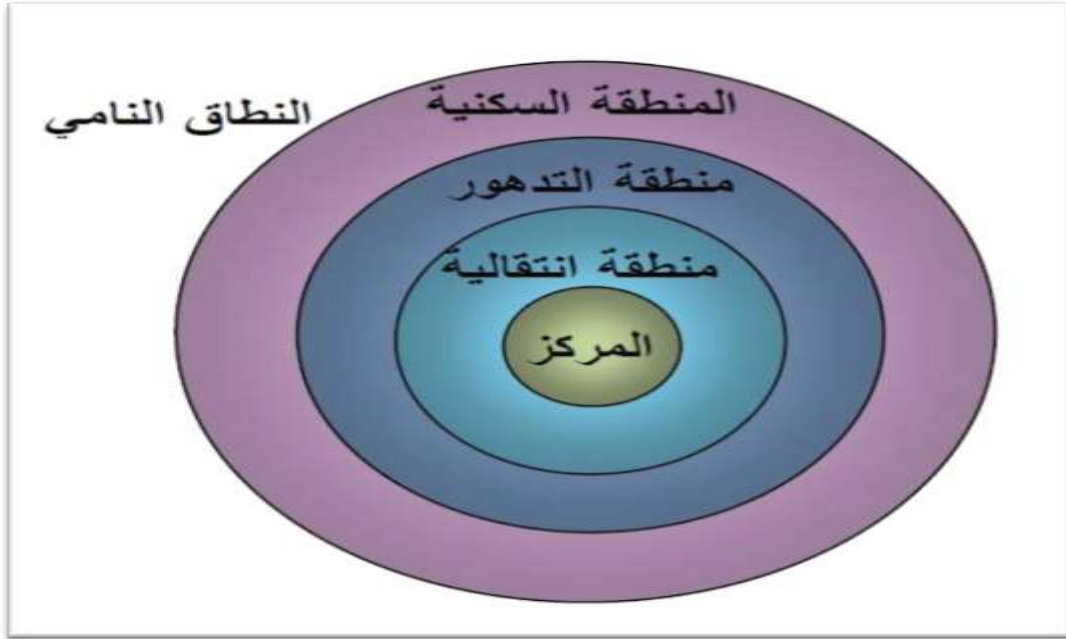 المنطقة السكنية
النطاق النامي
منطقة التدهور
منطقة انتقالية
المركز